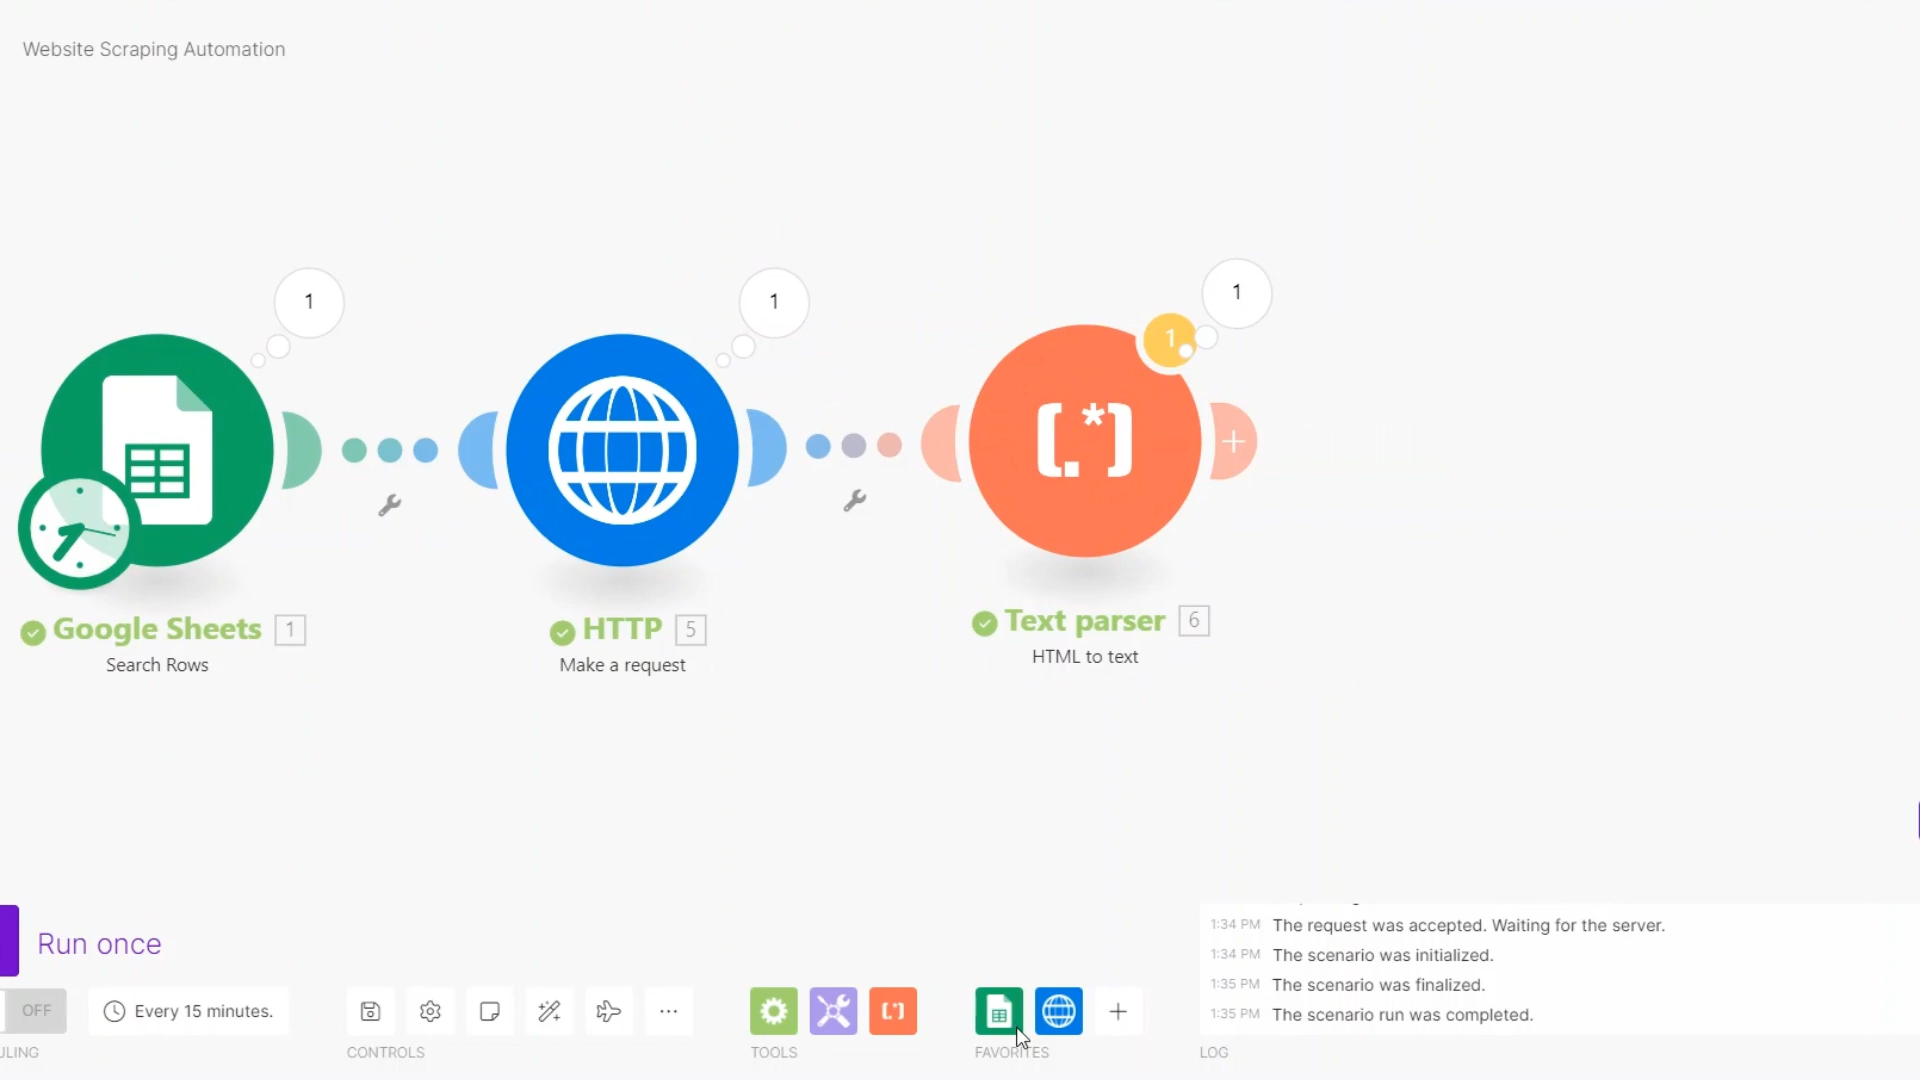 Website Scraping Automation
1
1
1
1
[.*]
Google Sheets 1
Search Rows
HTTP 5
Make a request
Text parser 6
HTML to text
Run once
OFF
Every 15 minutes.
ULING
CONTROLS
TOOLS
FAVORITES
LOG
1:34 PM The request was accepted. Waiting for the server.
1:34 PM The scenario was initialized.
1:35 PM The scenario was finalized.
1:35 PM The scenario run was completed.